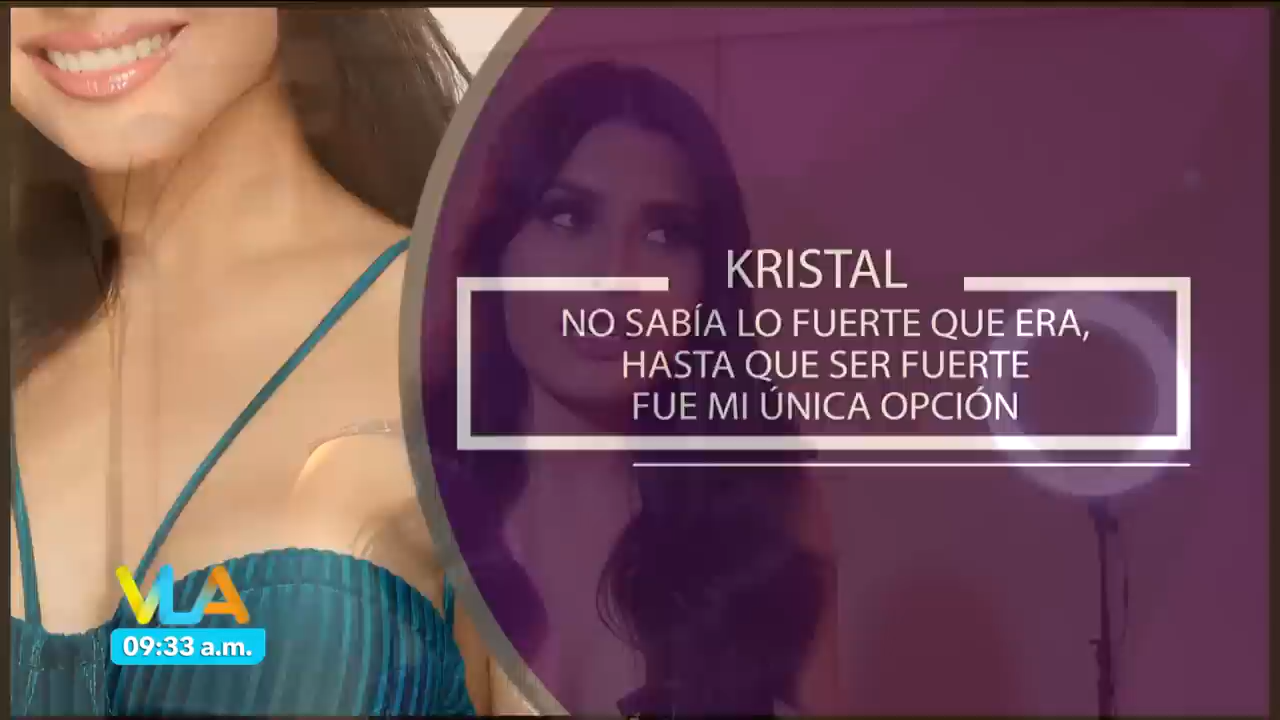 KRISTAL
NO SABÍA LO FUERTE QUE ERA,
HASTA QUE SER FUERTE
FUE MI ÚNICA OPCIÓN
VLA
09:33 a.m.